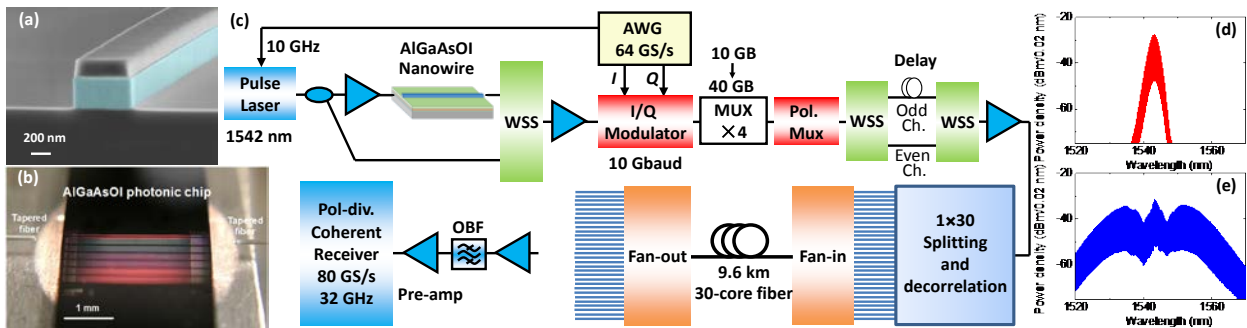 (a)
200 nm
(b)
AlGaAsOI photonic chip
Tapered
fiber
Tapered
fiber
1 mm
(c)
10 GHz
Pulse
Laser
1542 nm
AlGaAsOI
Nanowire
WSS
AWG
64 GS/s
I
Q
I/Q
Modulator
10 Gbaud
10 GB
40 GB
MUX
×4
Pol.
Mux
WSS
Delay
Odd
Ch.
Even
Ch.
WSS
Pol-div.
Coherent
Receiver
80 GS/s
32 GHz
Pre-amp
OBF
Fan-out
9.6 km
30-core fiber
Fan-in
1×30
Splitting
and
decorrelation
(d)
Power density (dBm/0.02 nm)
-20
-40
-60
1520
1540
1560
Wavelength (nm)
(e)
Power density (dBm/0.02 nm)
-20
-40
-60
1520
1540
1560
Wavelength (nm)